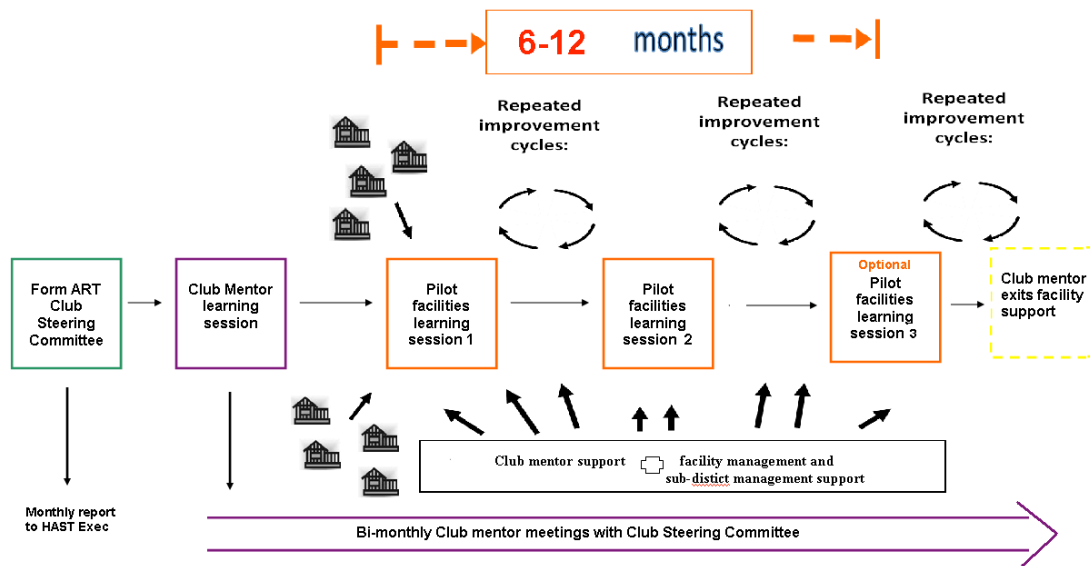 6-12 months
Repeated
improvement
cycles:
Repeated
improvement
cycles:
Repeated
improvement
cycles:
Form ART
Club
Steering
Committee
Club Mentor
learning
session
Pilot
facilities
learning
session 1
Pilot
facilities
learning
session 2
Optional
Pilot
facilities
learning
session 3
Club mentor
exits facility
support
Club mentor support
facility management and
sub-distict management support
Monthly report
to HAST Exec
Bi-monthly Club mentor meetings with Club Steering Committee